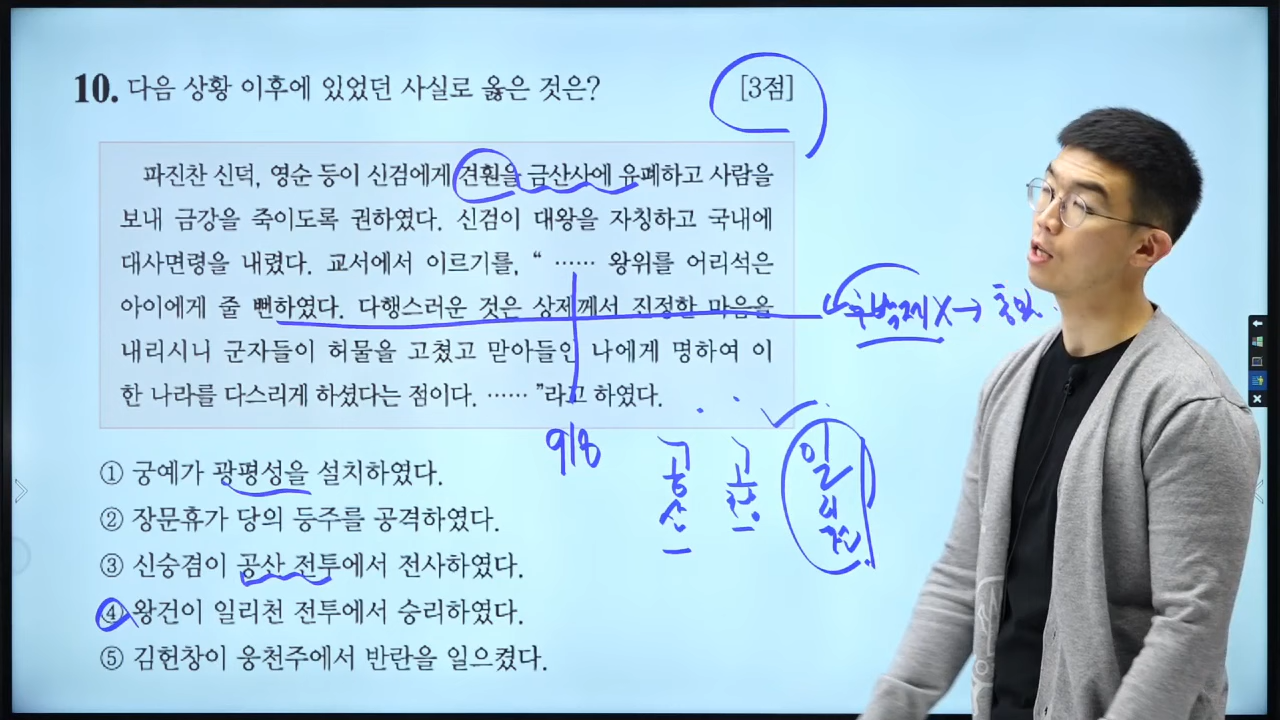 10. 다음 상황 이후에 있었던 사실로 옳은 것은? [3점]
파진찬 신덕, 영순 등이 신검에게 견훤을 금산사에 유폐하고 사람을
보내 금강을 죽이도록 권하였다. 신검이 대왕을 자칭하고 국내에
대사면령을 내렸다. 교서에서 이르기를, “ …… 왕위를 어리석은
아이에게 줄 뻔하였다. 다행스러운 것은 상제께서 진정한 마음을
내리시니 군자들이 허물을 고쳤고 맏아들인 나에게 명하여 이
한 나라를 다스리게 하셨다는 점이다. …… ”라고 하였다.
후백제 X → 통일
918
공산
고창
일리천
① 궁예가 광평성을 설치하였다.
② 장문휴가 당의 등주를 공격하였다.
③ 신숭겸이 공산 전투에서 전사하였다.
④ 왕건이 일리천 전투에서 승리하였다.
⑤ 김헌창이 웅천주에서 반란을 일으켰다.